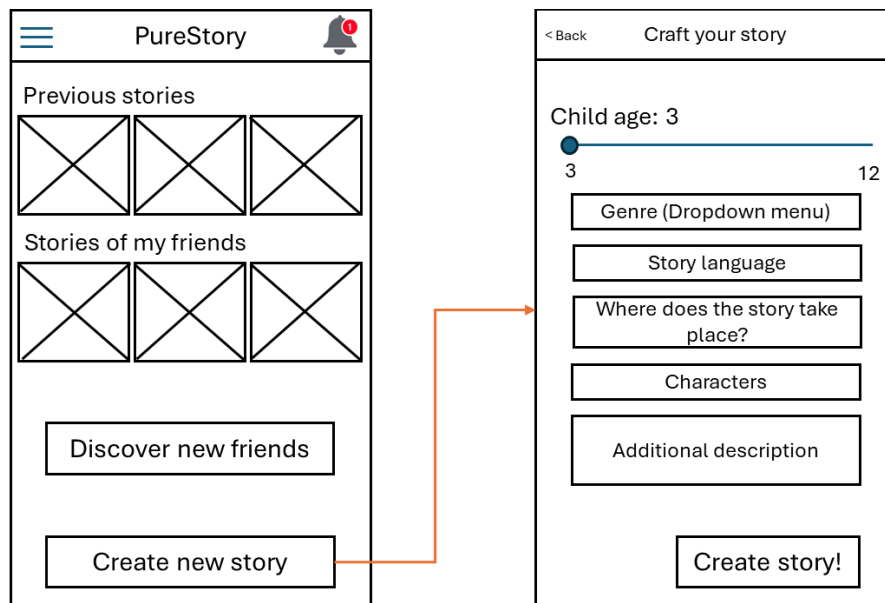 PureStory
1
Previous stories
Stories of my friends
Discover new friends
Create new story
< Back
Craft your story
Child age: 3
3
12
Genre (Dropdown menu)
Story language
Where does the story take
place?
Characters
Additional description
Create story!